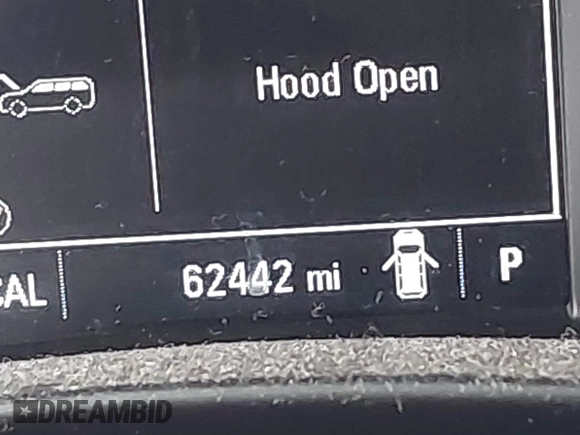 Hood Open
CAL
62442 mi
P
DREAMBID